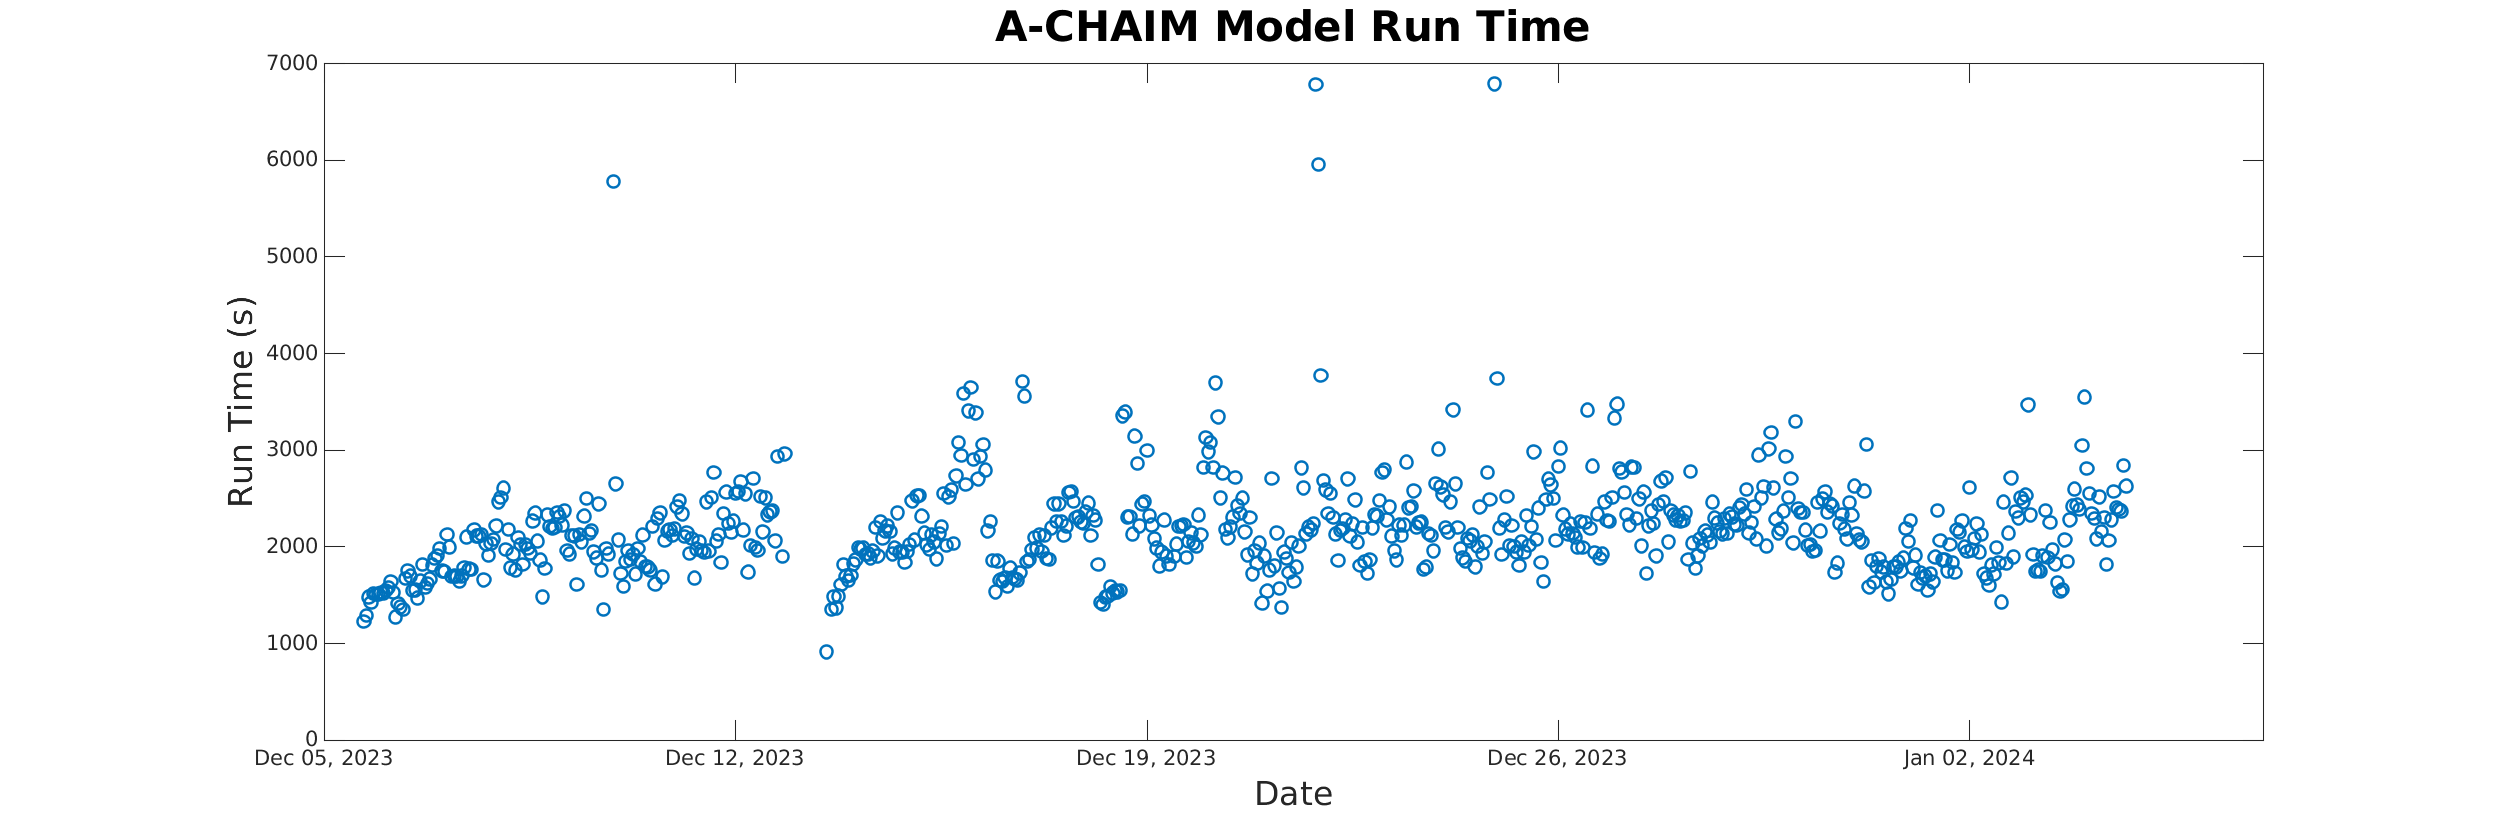 A-CHAIM Model Run Time
7000
6000
5000
4000
3000
2000
1000
0
Run Time (s)
Dec 05, 2023
Dec 12, 2023
Dec 19, 2023
Dec 26, 2023
Jan 02, 2024
Date